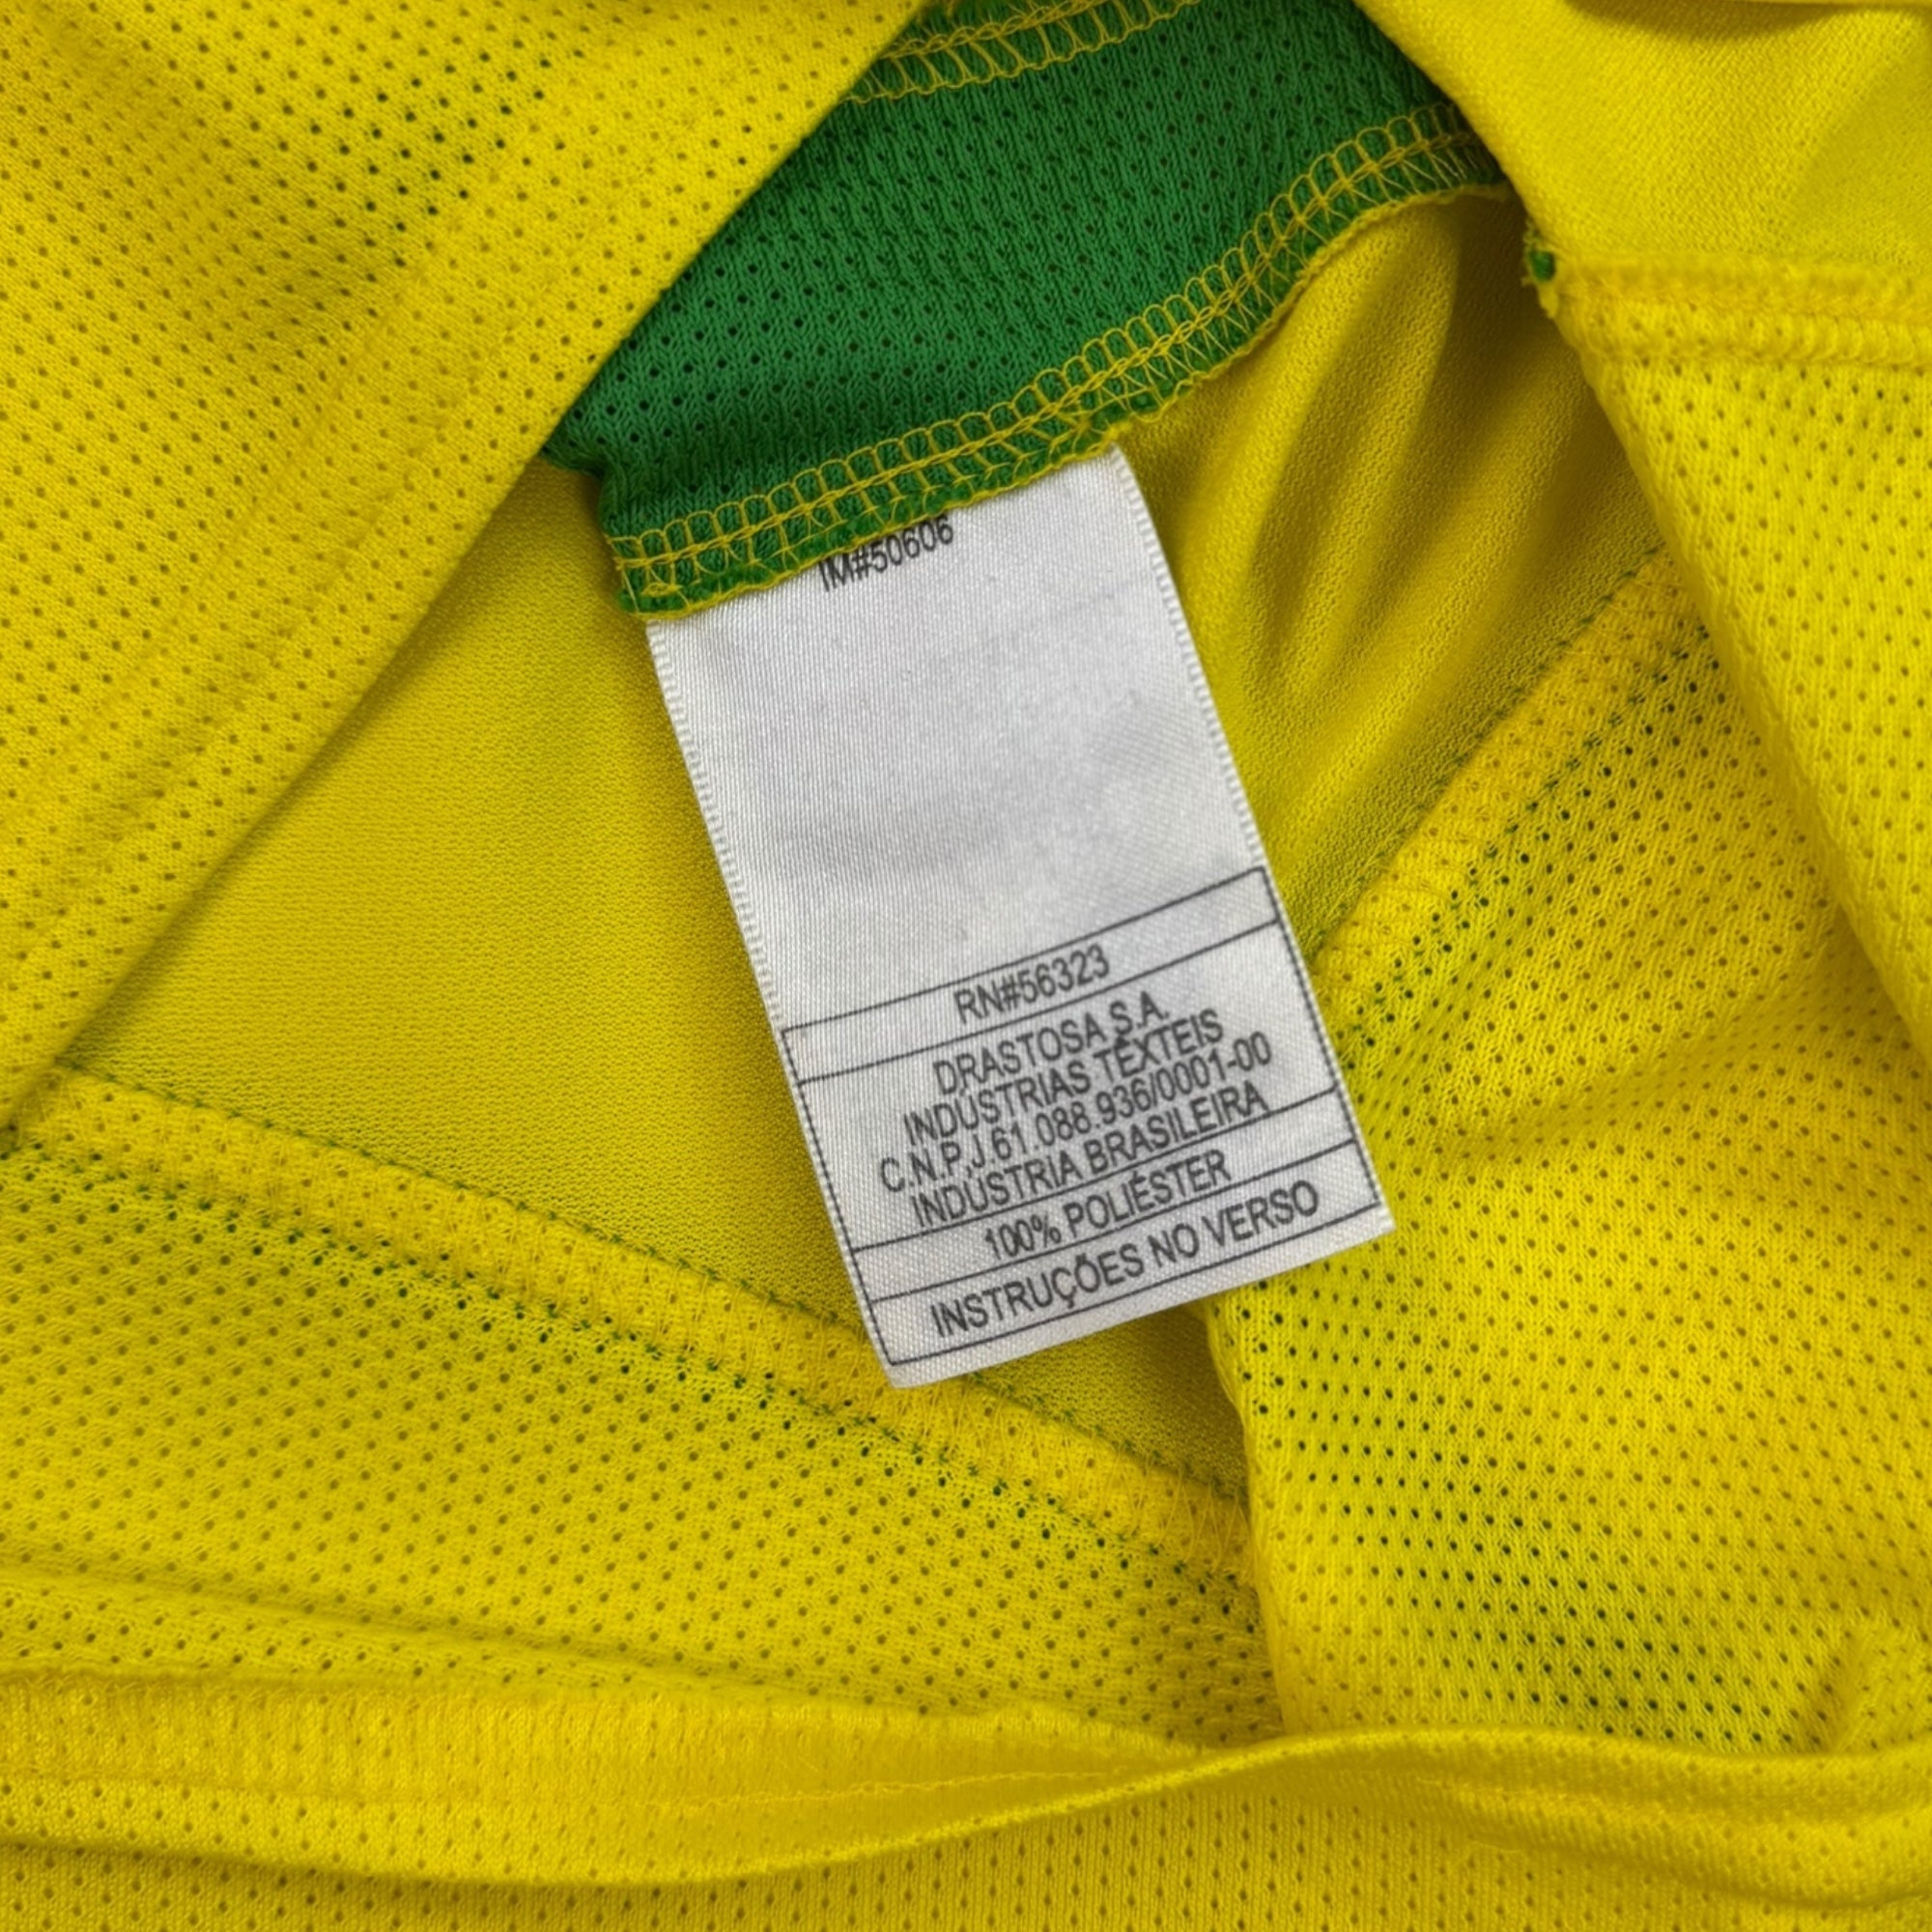 IM#50606
RN#56323
DRASTOSA S.A.
INDÚSTRIAS TÊXTEIS
C.N.P.J.61.088.936/0001-00
INDÚSTRIA BRASILEIRA
100% POLIÉSTER
INSTRUÇÕES NO VERSO